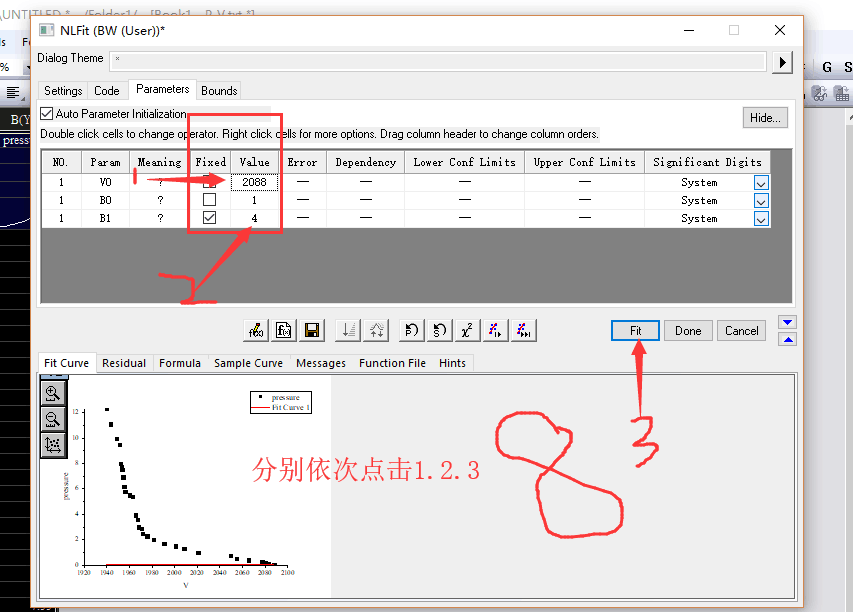 \UNTITLED * - /Folder1/ - [Book1 - P-V.txt *]
NLFit (BW (User))*
Dialog Theme *
Settings Code Parameters Bounds
Auto Parameter Initialization
Hide...
Double click cells to change operator. Right click cells for more options. Drag column header to change column orders.
NO. Param Meaning Fixed Value Error Dependency Lower Conf Limits Upper Conf Limits Significant Digits
1 V0 ? 2088 — — — — System
1 B0 ? 1 — — — — System
1 B1 ? 4 — — — — System
1
2
Fit Done Cancel
Fit Curve Residual Formula Sample Curve Messages Function File Hints
pressure
Fit Curve 1
12
10
8
6
4
2
0
1920 1940 1960 1980 2000 2020 2040 2060 2080 2100
pressure
V
分别依次点击1.2.3
8
3
%
G S
B(Y
press